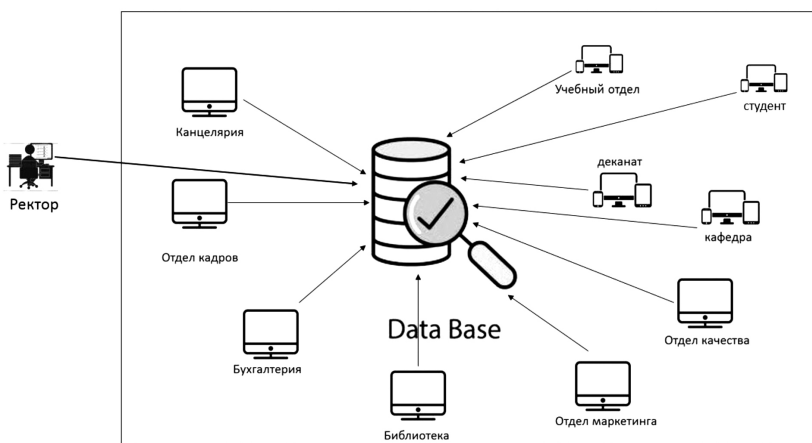 Учебный отдел
студент
Канцелярия
деканат
Ректор
кафедра
Отдел кадров
Data Base
Отдел качества
Бухгалтерия
Отдел маркетинга
Библиотека